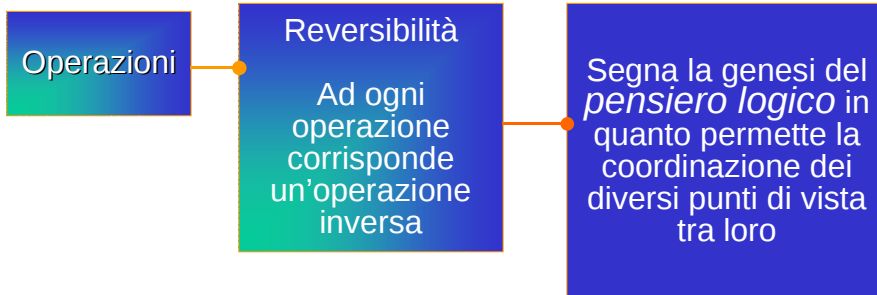 Operazioni
Reversibilità
Ad ogni
operazione
corrisponde
un’operazione
inversa
Segna la genesi del
pensiero logico in
quanto permette la
coordinazione dei
diversi punti di vista
tra loro